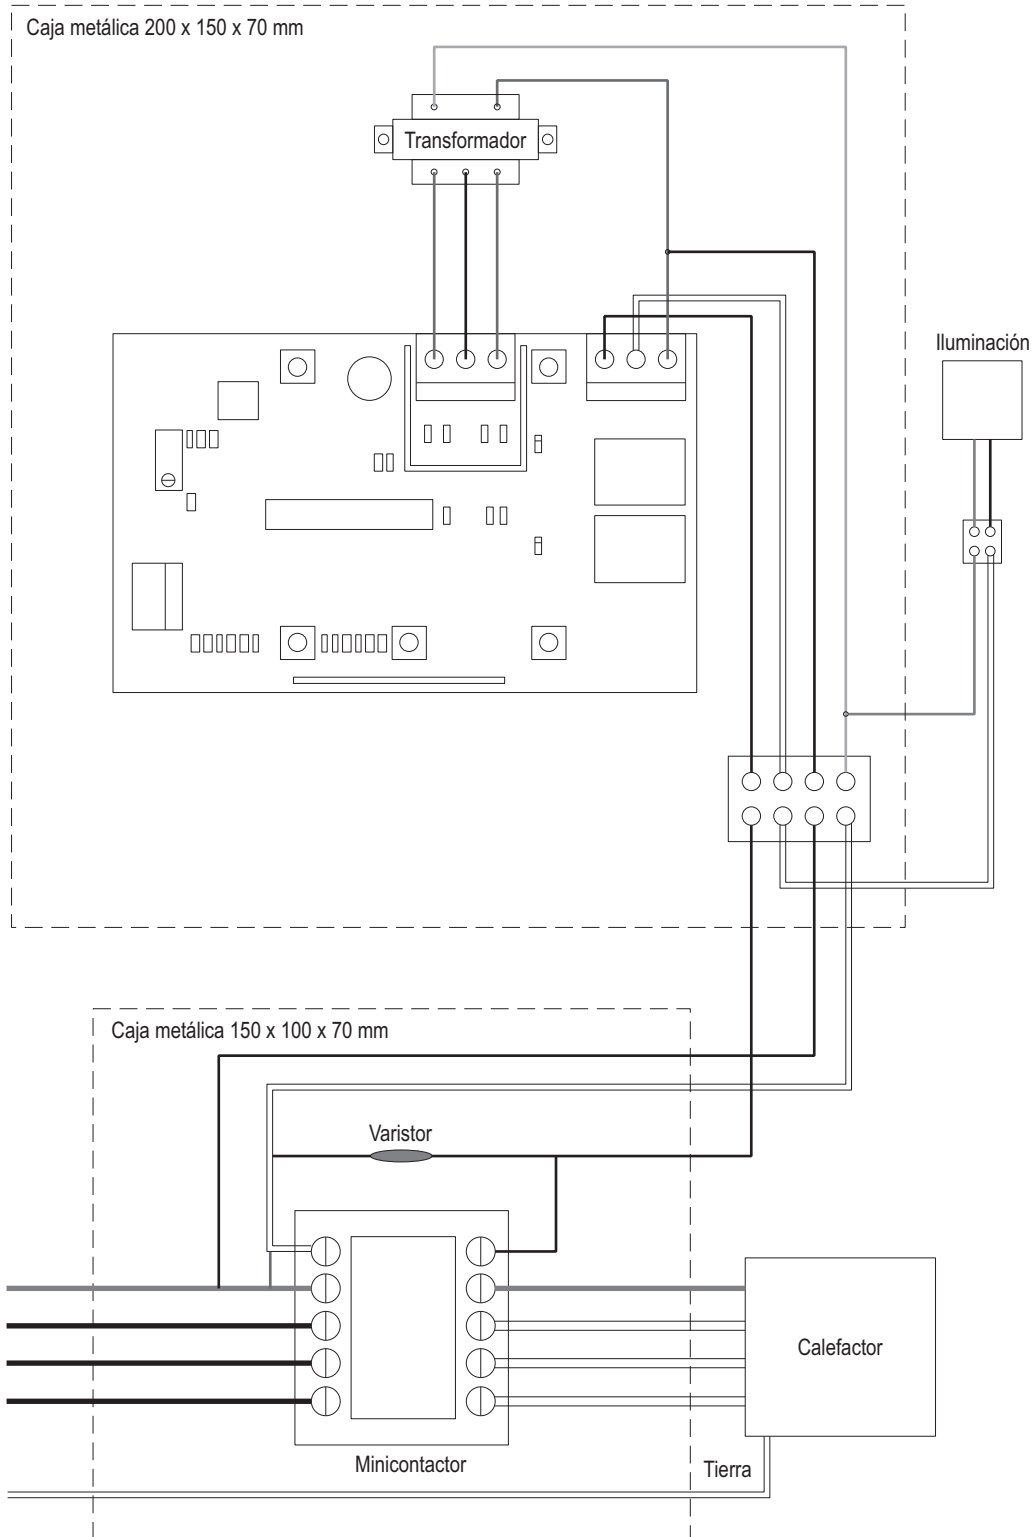 Caja metálica 200 x 150 x 70 mm
Transformador
Iluminación
Caja metálica 150 x 100 x 70 mm
Varistor
Calefactor
Minicontactor
Tierra